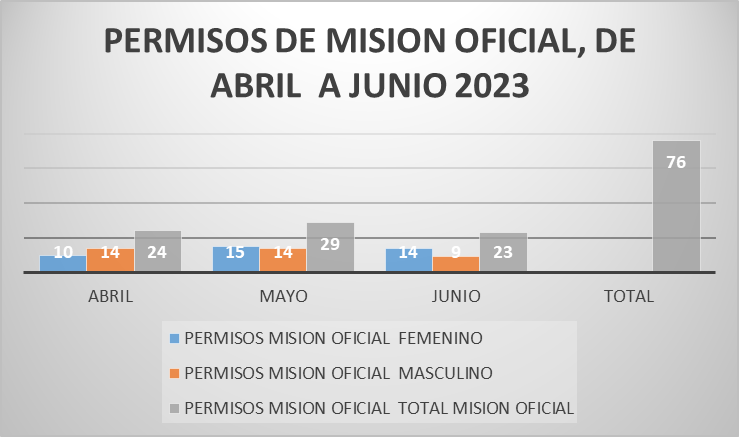 PERMISOS DE MISION OFICIAL, DE
ABRIL A JUNIO 2023
76
10 14 24 15 14 29 14 9 23
ABRIL MAYO JUNIO TOTAL
PERMISOS MISION OFICIAL FEMENINO
PERMISOS MISION OFICIAL MASCULINO
PERMISOS MISION OFICIAL TOTAL MISION OFICIAL